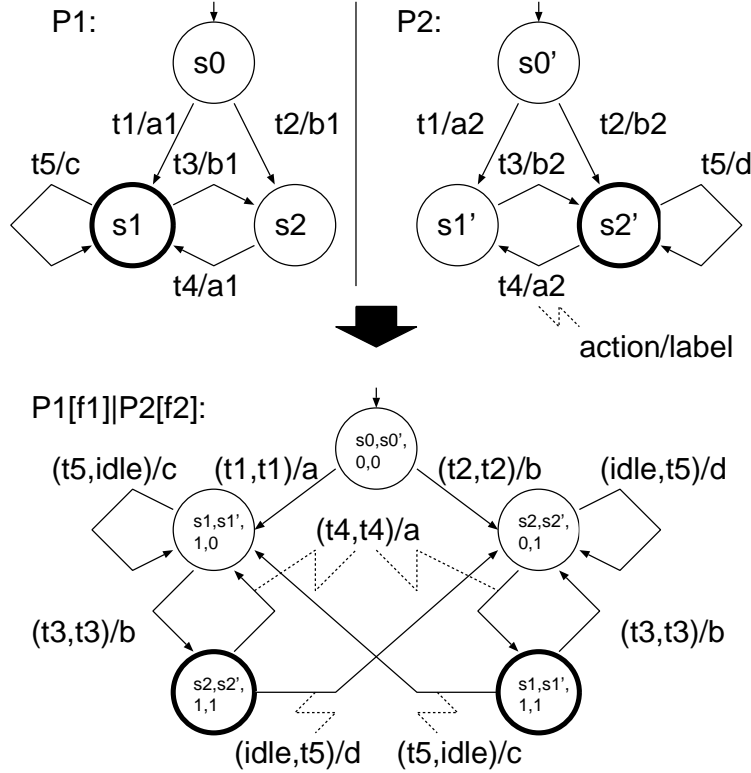 P1:
P2:
s0
s0'
t1/a1
t2/b1
t1/a2
t2/b2
t5/c
t3/b1
t3/b2
t5/d
s1
s2
s1'
s2'
t4/a1
t4/a2
action/label
P1[f1]|P2[f2]:
s0,s0',
0,0
(t5,idle)/c
(t1,t1)/a
(t2,t2)/b
(idle,t5)/d
s1,s1',
1,0
(t4,t4)/a
s2,s2',
0,1
(t3,t3)/b
(t3,t3)/b
s2,s2',
1,1
s1,s1',
1,1
(idle,t5)/d
(t5,idle)/c